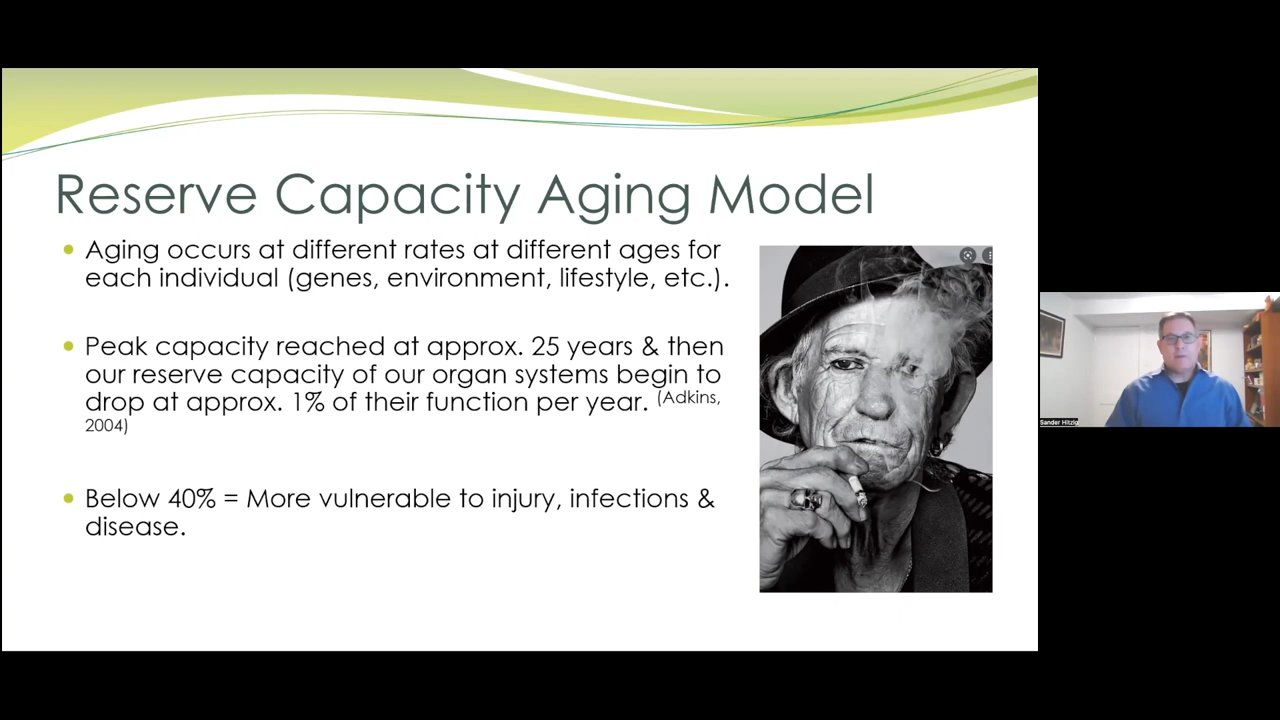 Reserve Capacity Aging Model
Aging occurs at different rates at different ages for
each individual (genes, environment, lifestyle, etc.).
Peak capacity reached at approx. 25 years & then
our reserve capacity of our organ systems begin to
drop at approx. 1% of their function per year. (Adkins,
2004)
Below 40% = More vulnerable to injury, infections &
disease.
Sander Hitzig